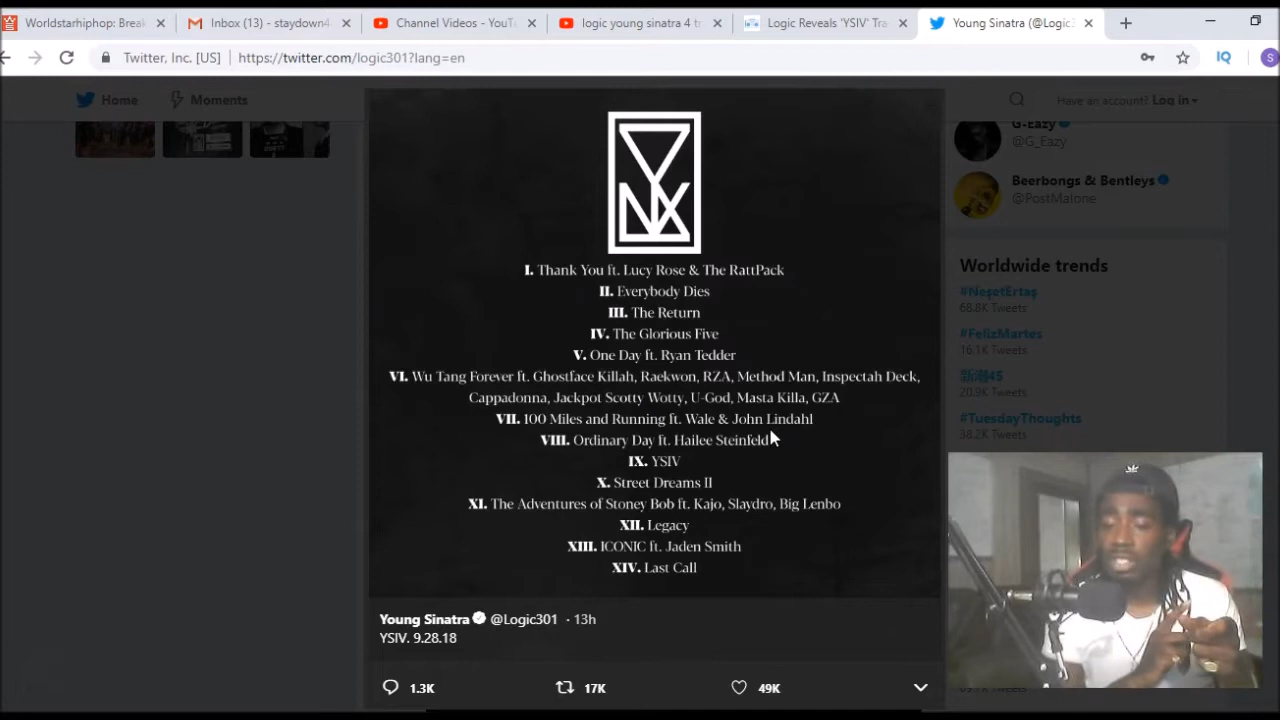 Worldstarhiphop: Break
Inbox (13) - staydown4
Channel Videos - YouT
logic young sinatra 4 t
Logic Reveals 'YSIV' Tra
Young Sinatra (@Logic3
Twitter, Inc. [US]
https://twitter.com/logic301?lang=en
IQ
S
Home
Moments
Have an account? Log in
G-Eazy
@G_Eazy
Beerbongs & Bentleys
@PostMalone
Worldwide trends
#NeşetErtaş
68.8K Tweets
#FelizMartes
16.1K Tweets
20.9K Tweets
#TuesdayThoughts
38.2K Tweets
I. Thank You ft. Lucy Rose & The RattPack
II. Everybody Dies
III. The Return
IV. The Glorious Five
V. One Day ft. Ryan Tedder
VI. Wu Tang Forever ft. Ghostface Killah, Raekwon, RZA, Method Man, Inspectah Deck,
Cappadonna, Jackpot Scotty Wotty, U-God, Masta Killa, GZA
VII. 100 Miles and Running ft. Wale & John Lindahl
VIII. Ordinary Day ft. Hailee Steinfeld
IX. YSIV
X. Street Dreams II
XI. The Adventures of Stoney Bob ft. Kajo, Slaydro, Big Lenbo
XII. Legacy
XIII. ICONIC ft. Jaden Smith
XIV. Last Call
Young Sinatra @Logic301 · 13h
YSIV. 9.28.18
1.3K
17K
49K